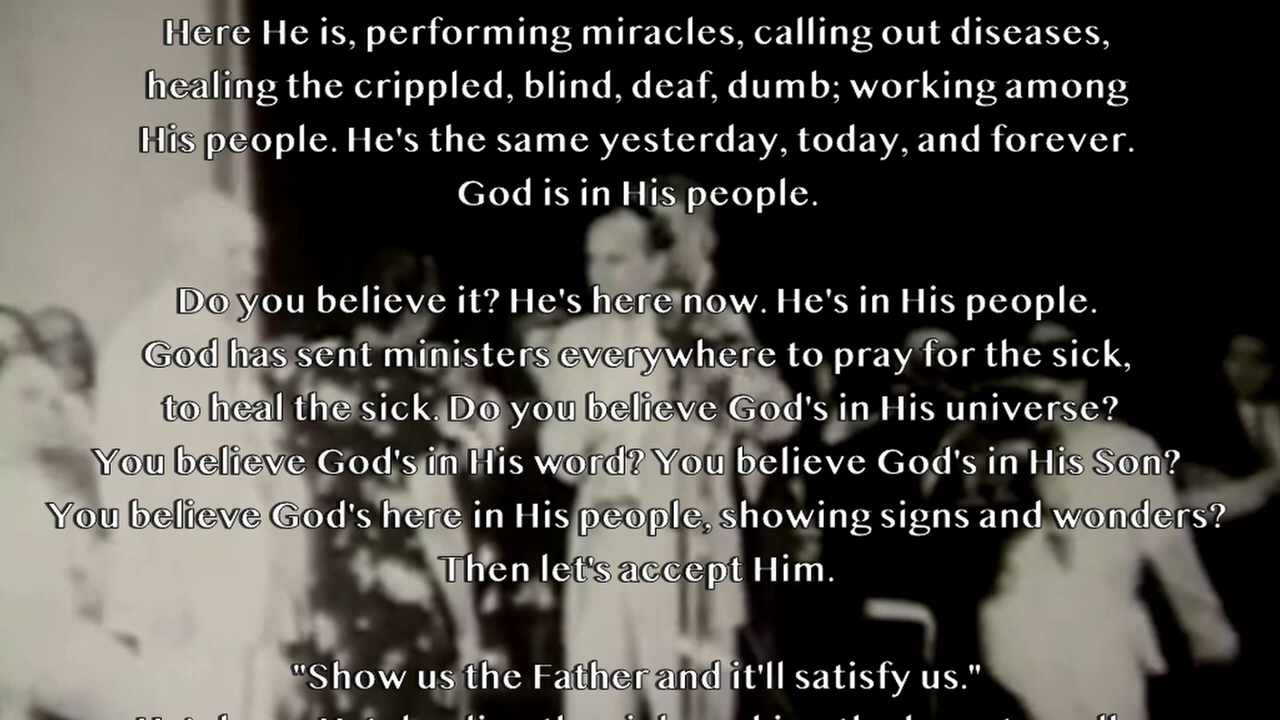 Here He is, performing miracles, calling out diseases,
healing the crippled, blind, deaf, dumb; working among
His people. He's the same yesterday, today, and forever.
God is in His people.
Do you believe it? He's here now. He's in His people.
God has sent ministers everywhere to pray for the sick,
to heal the sick. Do you believe God's in His universe?
You believe God's in His word? You believe God's in His Son?
You believe God's here in His people, showing signs and wonders?
Then let's accept Him.
"Show us the Father and it'll satisfy us."